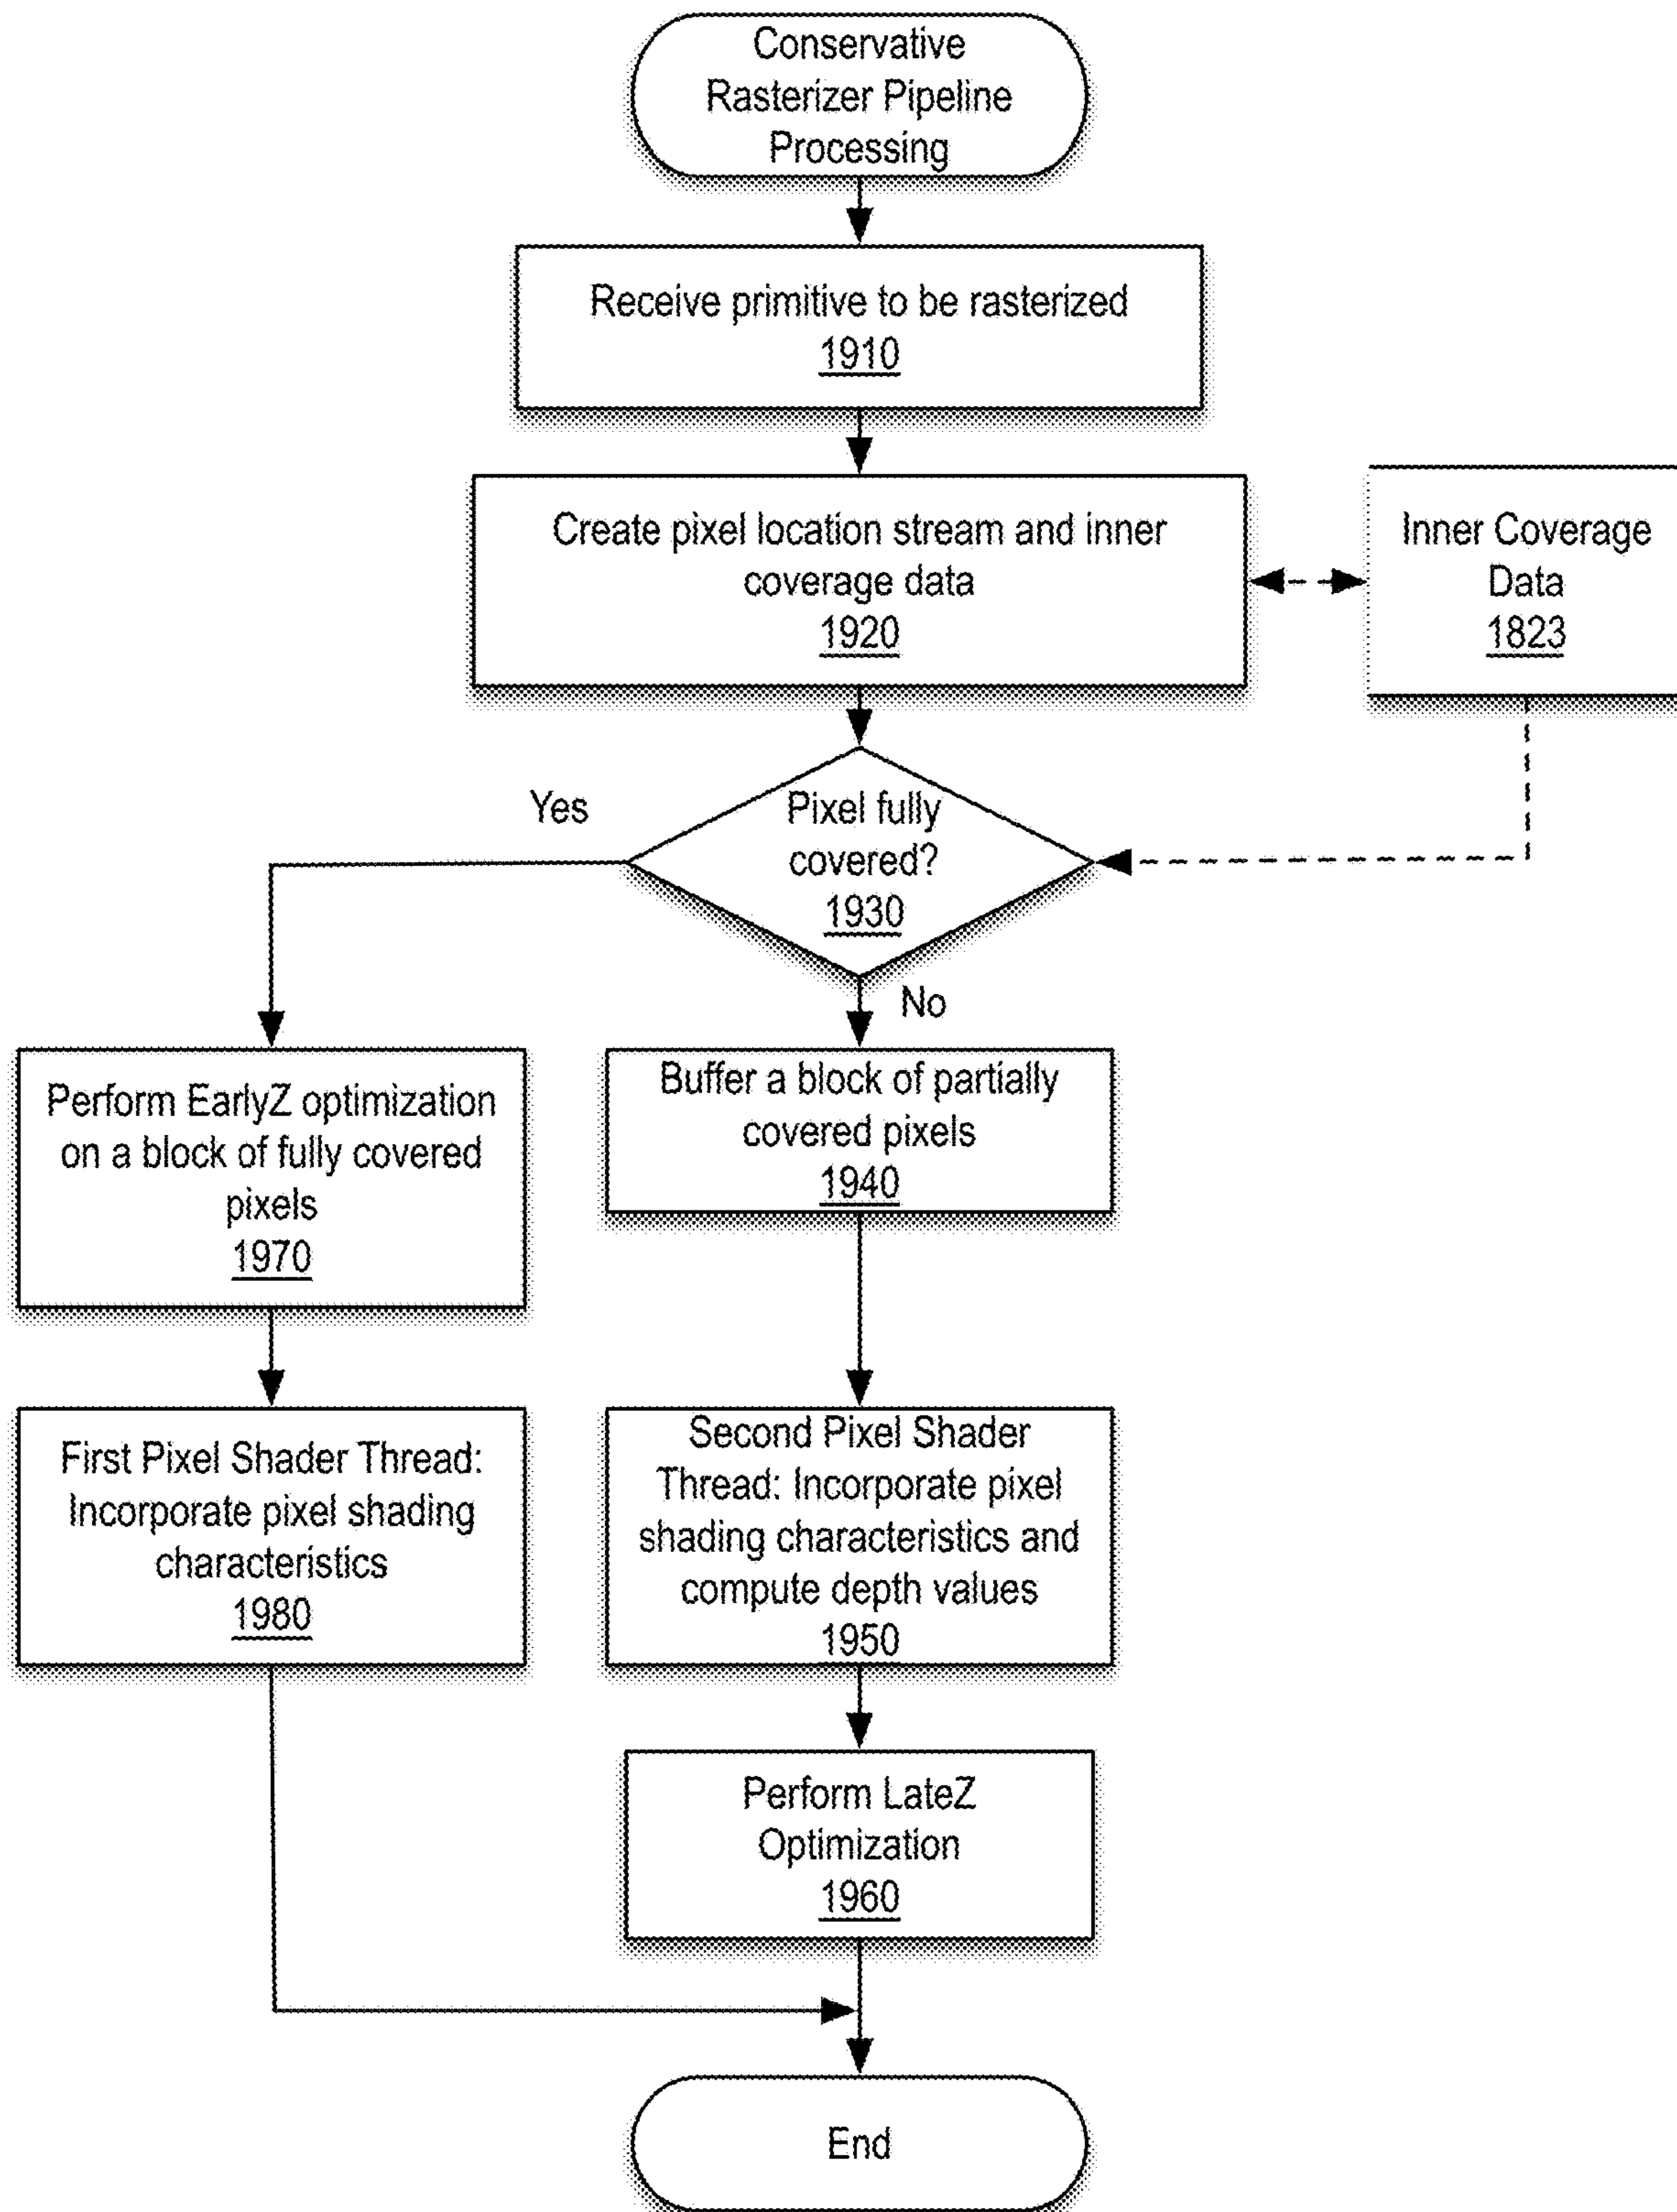 Conservative
Rasterizer Pipeline
Processing
Receive primitive to be rasterized
1910
Create pixel location stream and inner
coverage data
1920
Inner Coverage
Data
1823
Yes
Pixel fully
covered?
1930
No
Perform EarlyZ optimization
on a block of fully covered
pixels
1970
Buffer a block of partially
covered pixels
1940
First Pixel Shader Thread:
Incorporate pixel shading
characteristics
1980
Second Pixel Shader
Thread: Incorporate pixel
shading characteristics and
compute depth values
1950
Perform LateZ
Optimization
1960
End